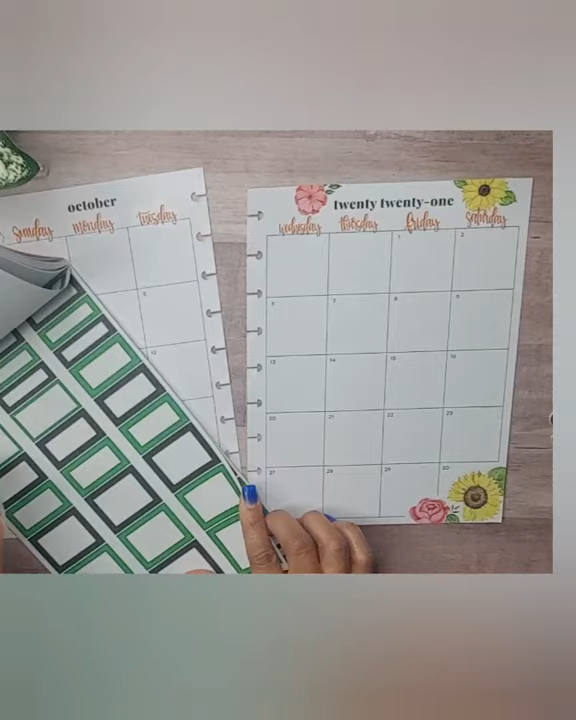 october
Sunday Monday Tuesday
5
12
twenty twenty-one
Wednesday Thursday Friday Saturday
1 2
6 7 8 9
13 14 15 16
20 21 22 23
27 28 29 30